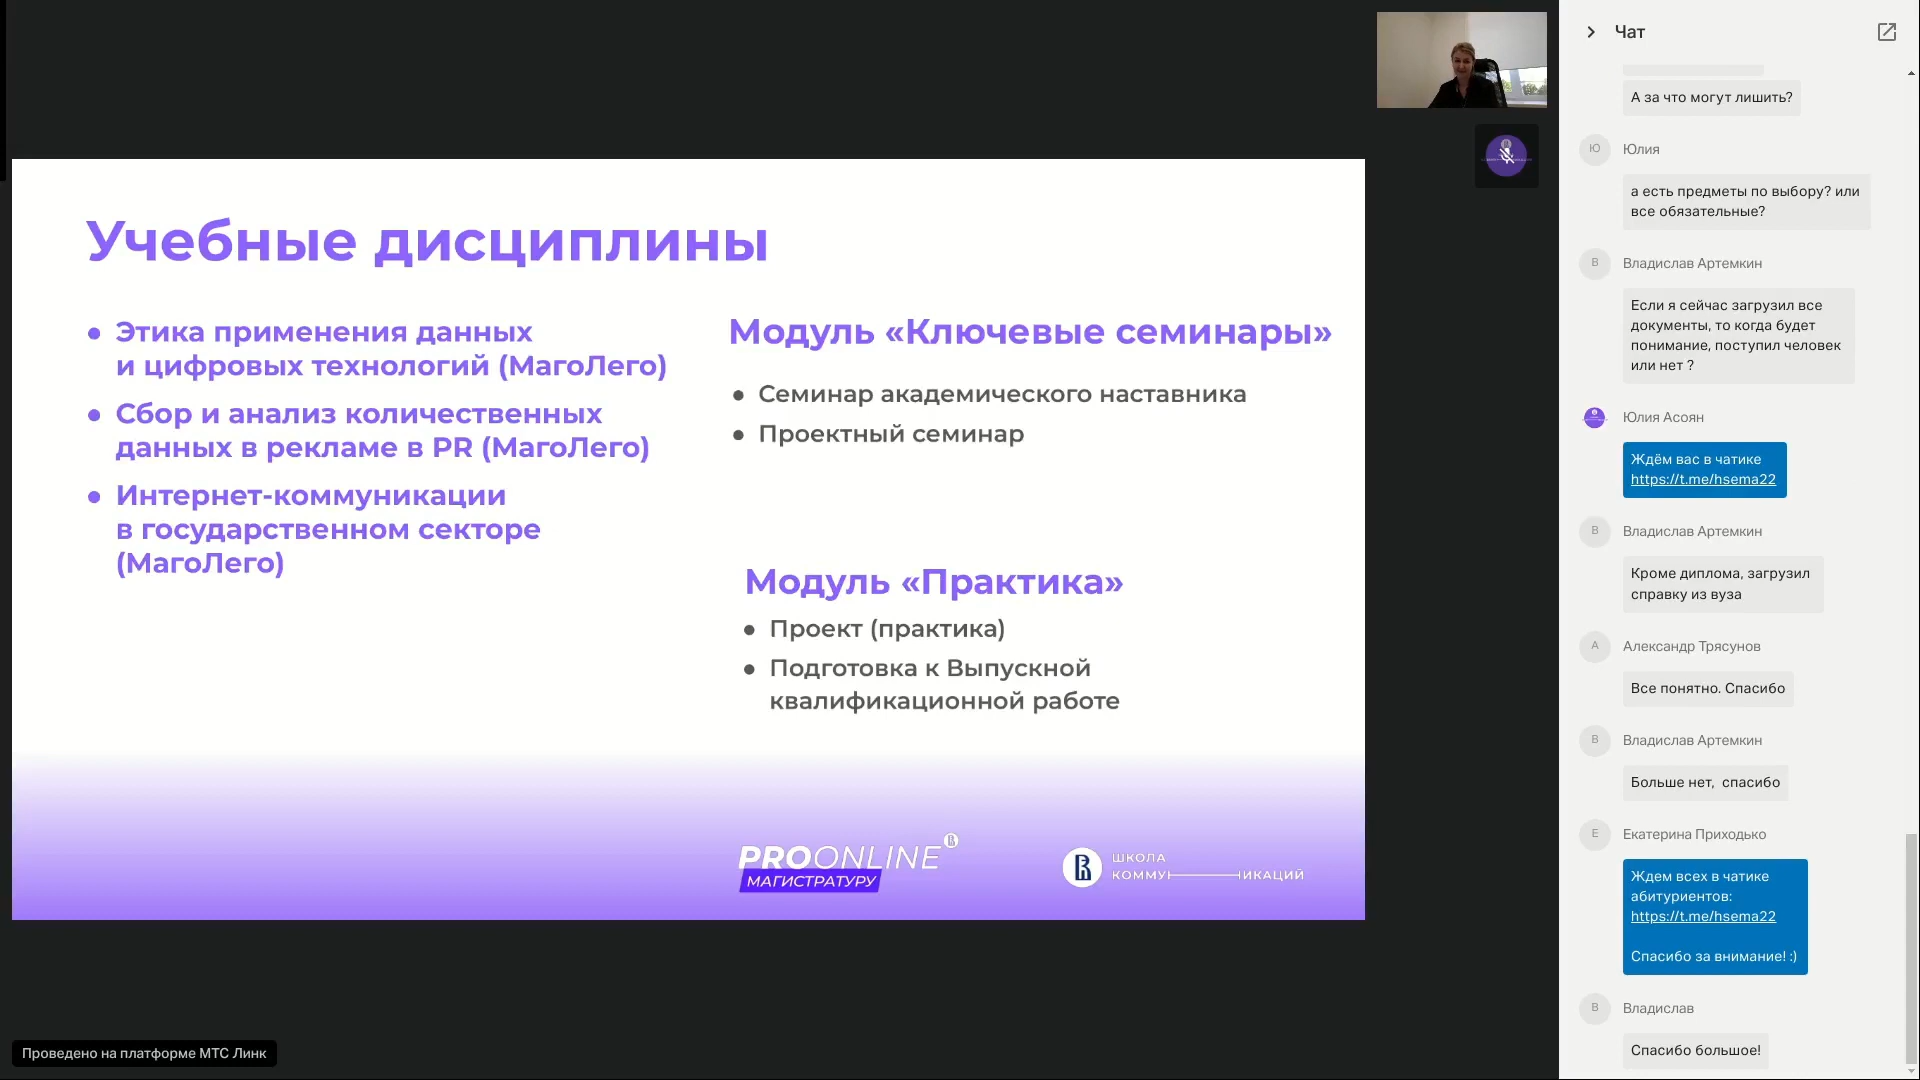 Учебные дисциплины
Этика применения данных
и цифровых технологий (МагоЛего)
Сбор и анализ количественных
данных в рекламе в PR (МагоЛего)
Интернет-коммуникации
в государственном секторе
(МагоЛего)
Модуль «Ключевые семинары»
Семинар академического наставника
Проектный семинар
Модуль «Практика»
Проект (практика)
Подготовка к Выпускной
квалификационной работе
PROONLINE
МАГИСТРАТУРУ
ШКОЛА
КОММУНИКАЦИЙ
Проведено на платформе МТС Линк
Чат
А за что могут лишить?
Ю
Юлия
а есть предметы по выбору? или
все обязательные?
В
Владислав Артемкин
Если я сейчас загрузил все
документы, то когда будет
понимание, поступил человек
или нет ?
Юлия Асоян
Ждём вас в чатике
https://t.me/hsema22
В
Владислав Артемкин
Кроме диплома, загрузил
справку из вуза
А
Александр Трясунов
Все понятно. Спасибо
В
Владислав Артемкин
Больше нет, спасибо
Е
Екатерина Приходько
Ждем всех в чатике
абитуриентов:
https://t.me/hsema22
Спасибо за внимание! :)
В
Владислав
Спасибо большое!